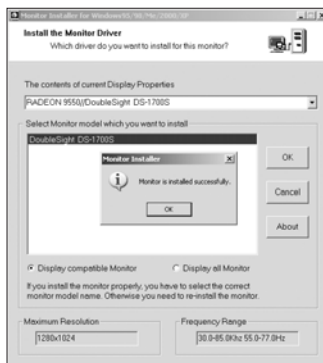 Monitor Installer for Windows95/98/Me/2000/XP
Install the Monitor Driver
Which driver do you want to install for this monitor?
The contents of current Display Properties
RADEON 9550//DoubleSight DS-1700S
Select Monitor model which you want to install
DoubleSight DS-1700S
Monitor Installer
Monitor is installed successfully.
OK
OK
Cancel
About
Display compatible Monitor
Display all Monitor
If you install the monitor properly, you have to select the correct
monitor model name. Otherwise you need to re-install the monitor.
Maximum Resolution
1280x1024
Frequency Range
30.0-85.0Khz 55.0-77.0Hz